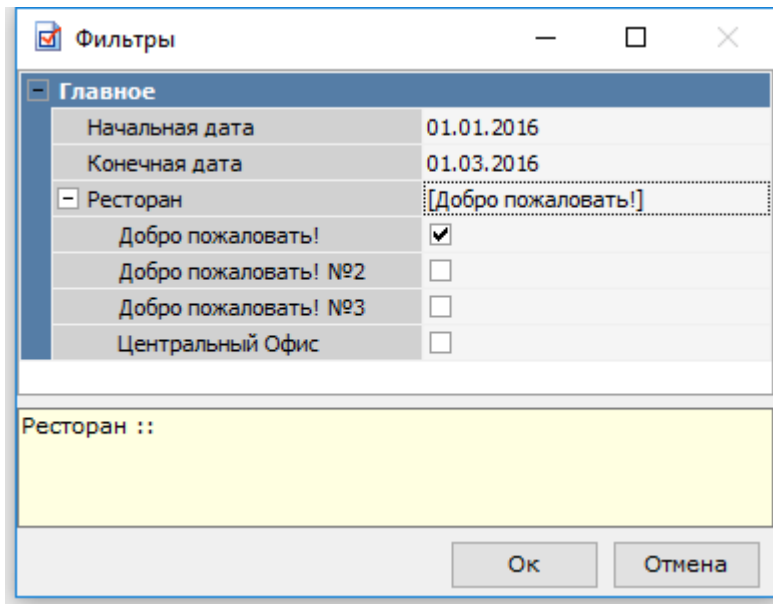 Фильтры
Главное
Начальная дата 01.01.2016
Конечная дата 01.03.2016
Ресторан [Добро пожаловать!]
Добро пожаловать!
Добро пожаловать! №2
Добро пожаловать! №3
Центральный Офис
Ресторан ::
Ок Отмена